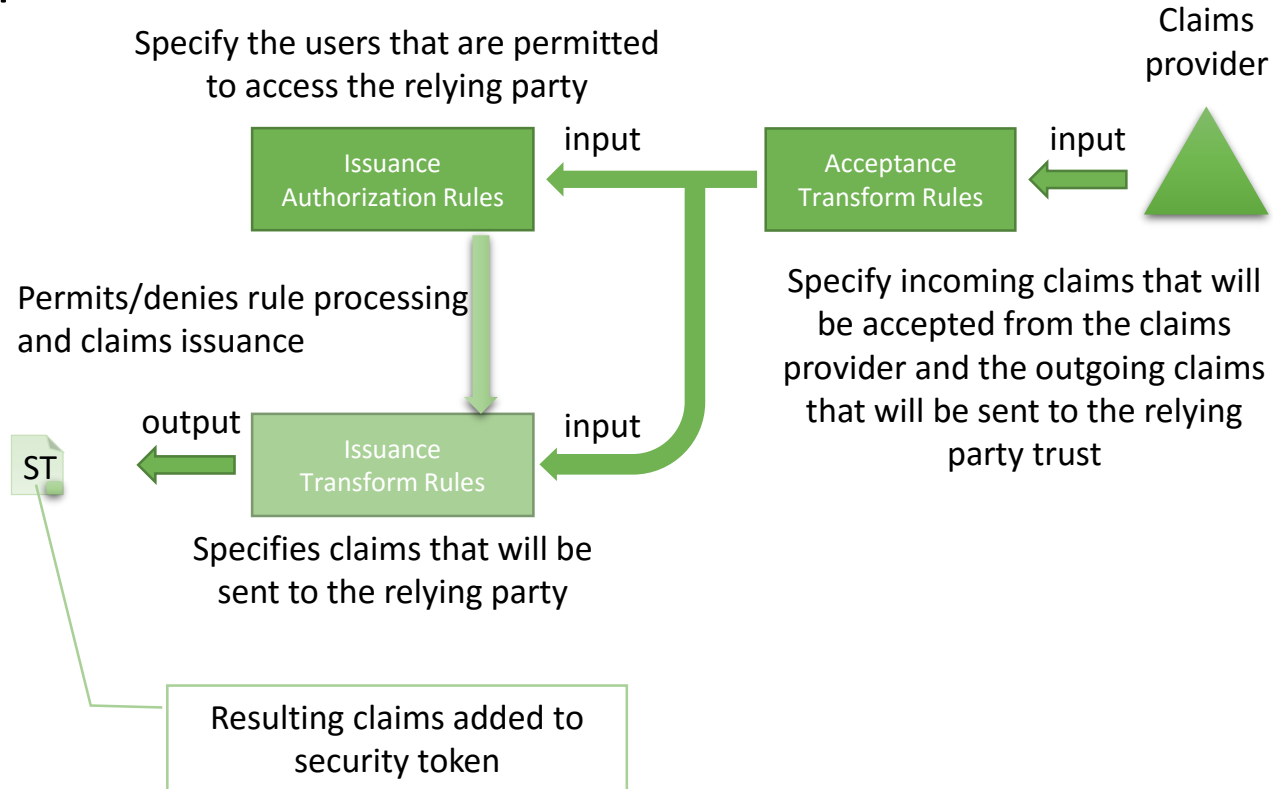 Claims
provider
Specify the users that are permitted
to access the relying party
input
input
Issuance
Authorization Rules
Acceptance
Transform Rules
Permits/denies rule processing
and claims issuance
Specify incoming claims that will
be accepted from the claims
provider and the outgoing claims
that will be sent to the relying
party trust
output
input
ST
Issuance
Transform Rules
Specifies claims that will be
sent to the relying party
Resulting claims added to
security token